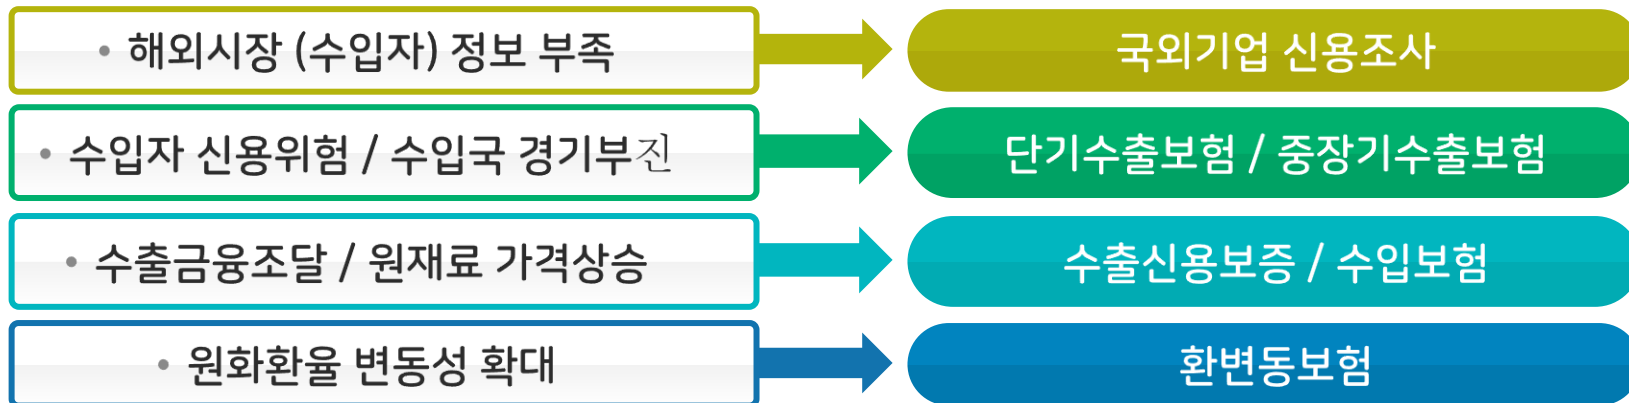 • 해외시장 (수입자) 정보 부족
국외기업 신용조사
• 수입자 신용위험 / 수입국 경기부진
단기수출보험 / 중장기수출보험
• 수출금융조달 / 원재료 가격상승
수출신용보증 / 수입보험
• 원화환율 변동성 확대
환변동보험